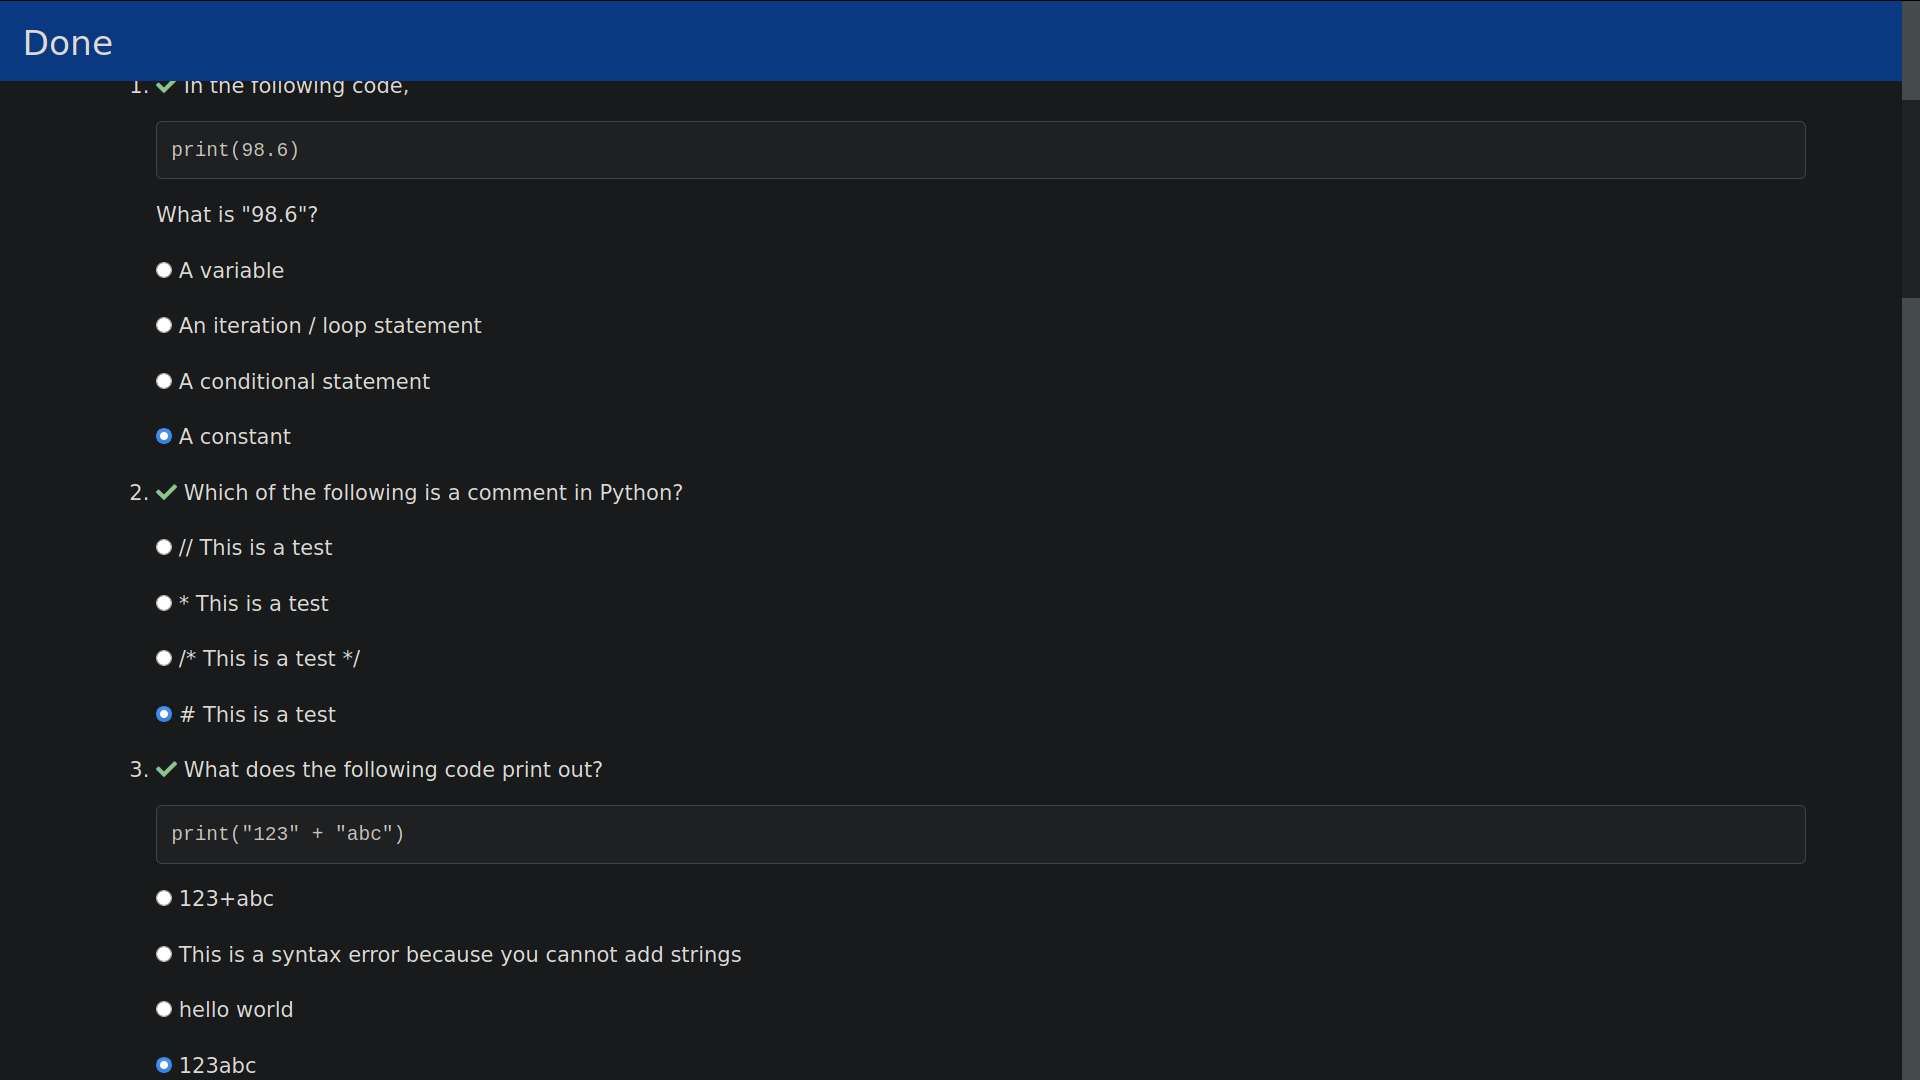 Done
1. In the following code,
print(98.6)
What is "98.6"?
A variable
An iteration / loop statement
A conditional statement
A constant
2. Which of the following is a comment in Python?
// This is a test
* This is a test
/* This is a test */
# This is a test
3. What does the following code print out?
print("123" + "abc")
123+abc
This is a syntax error because you cannot add strings
hello world
123abc